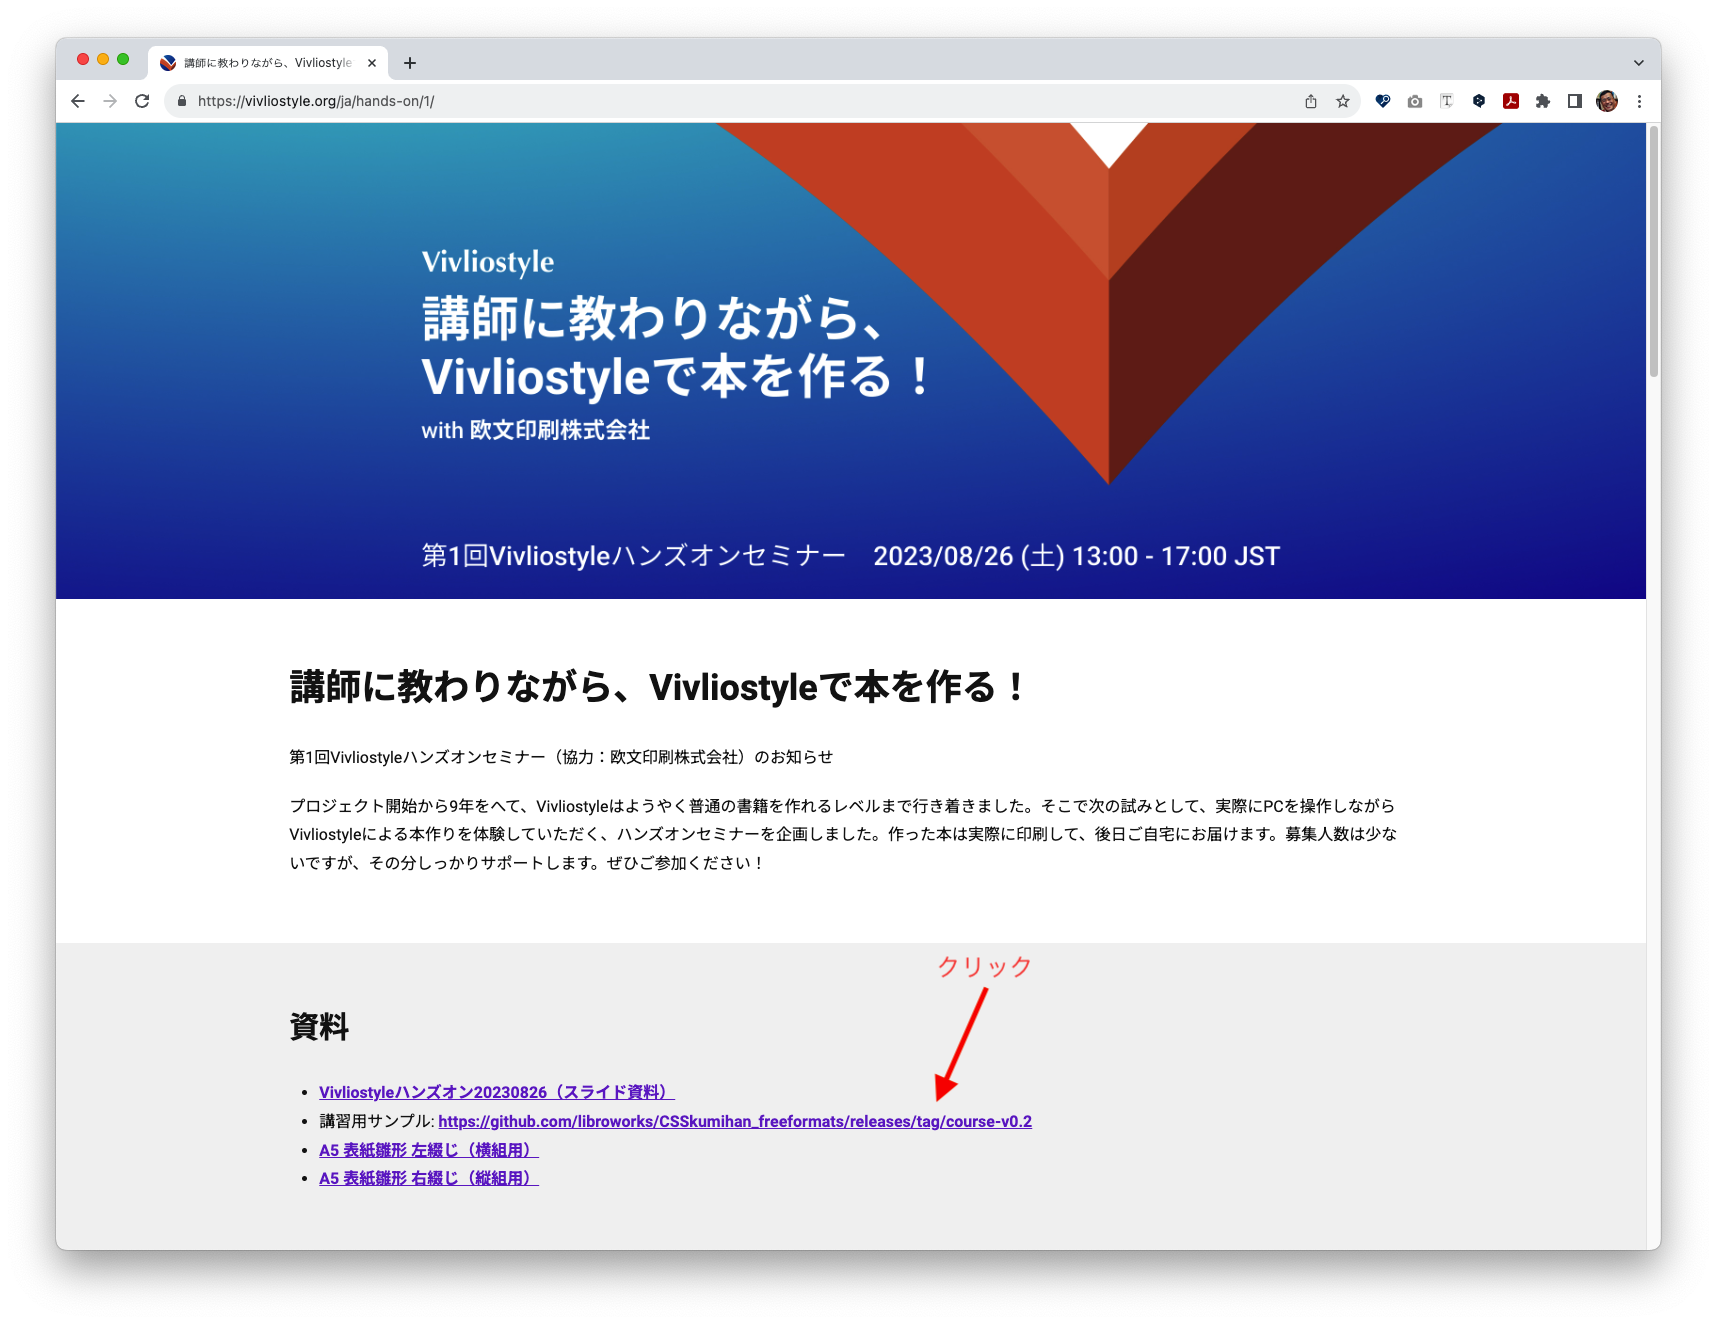 講師に教わりながら、Vivliostyle
https://vivliostyle.org/ja/hands-on/1/
Vivliostyle
講師に教わりながら、
Vivliostyleで本を作る！
with 欧文印刷株式会社
第1回Vivliostyleハンズオンセミナー　2023/08/26 (土) 13:00 - 17:00 JST
講師に教わりながら、Vivliostyleで本を作る！
第1回Vivliostyleハンズオンセミナー（協力：欧文印刷株式会社）のお知らせ
プロジェクト開始から9年をへて、Vivliostyleはようやく普通の書籍を作れるレベルまで行き着きました。そこで次の試みとして、実際にPCを操作しながら
Vivliostyleによる本作りを体験していただく、ハンズオンセミナーを企画しました。作った本は実際に印刷して、後日ご自宅にお届けます。募集人数は少な
いですが、その分しっかりサポートします。ぜひご参加ください！
クリック
資料
Vivliostyleハンズオン20230826（スライド資料）
講習用サンプル: https://github.com/libroworks/CSSkumihan_freeformats/releases/tag/course-v0.2
A5 表紙雛形 左綴じ（横組用）
A5 表紙雛形 右綴じ（縦組用）